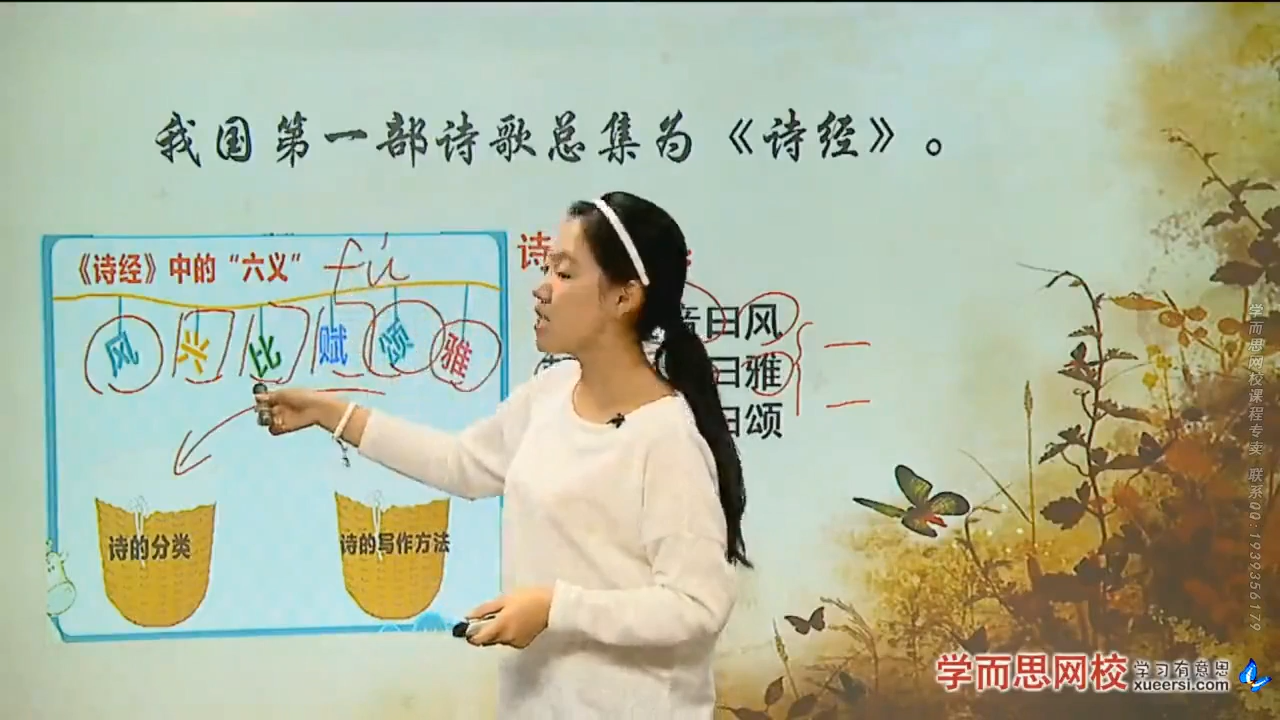 我国第一部诗歌总集为《诗经》。
《诗经》中的“六义”
fù
风 兴 比 赋 颂 雅
诗的分类
诗的写作方法
诗
音曰风
曰雅
曰颂
学而思网校 学习有意思
xueersi.com
学而思网校课程专卖 联系QQ:1939356179